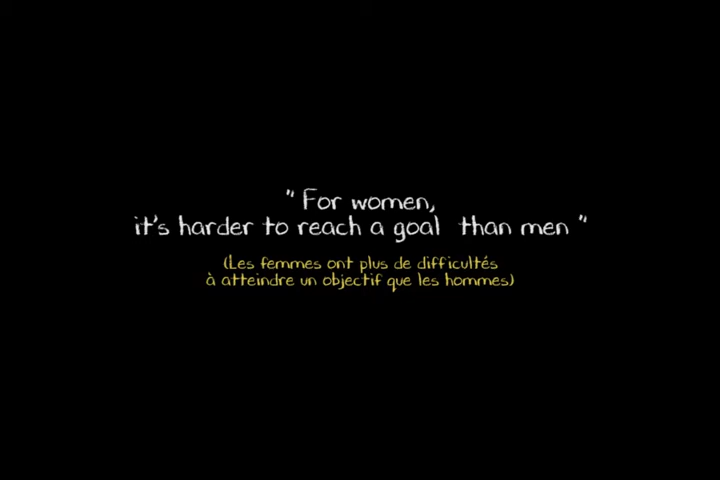 " For women,
it's harder to reach a goal than men "
(Les femmes ont plus de difficultés
à atteindre un objectif que les hommes)